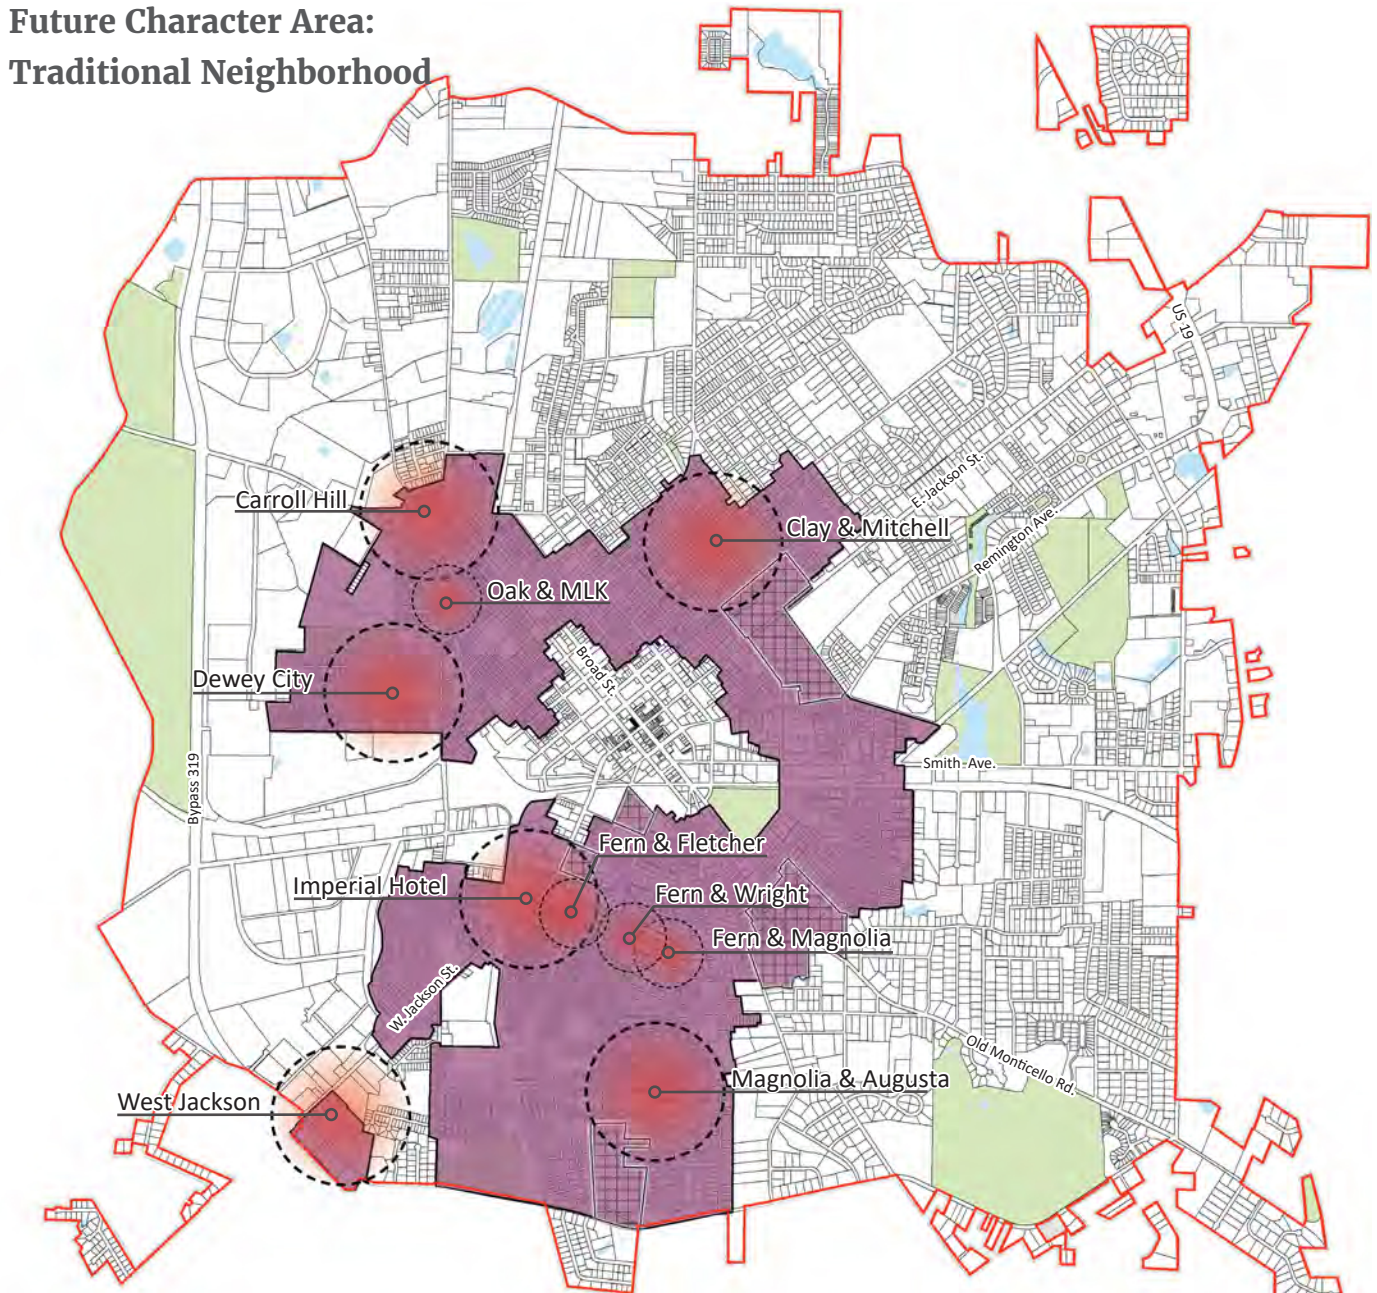 Future Character Area:
Traditional Neighborhood
US 19
E. Jackson St.
Carroll Hill
Clay & Mitchell
Remington Ave.
Oak & MLK
Broad St.
Dewey City
Smith Ave.
Bypass 319
Fern & Fletcher
Imperial Hotel
Fern & Wright
Fern & Magnolia
W. Jackson St.
Old Monticello Rd.
Magnolia & Augusta
West Jackson